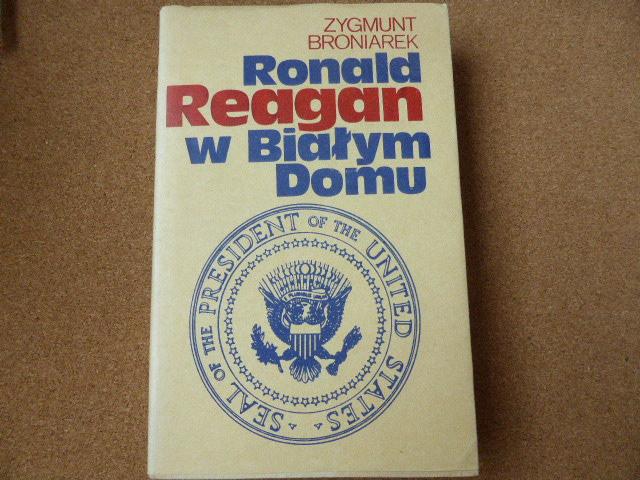 ZYGMUNT
BRONIAREK
Ronald
Reagan
w Białym
Domu
SEAL OF THE PRESIDENT OF THE UNITED STATES